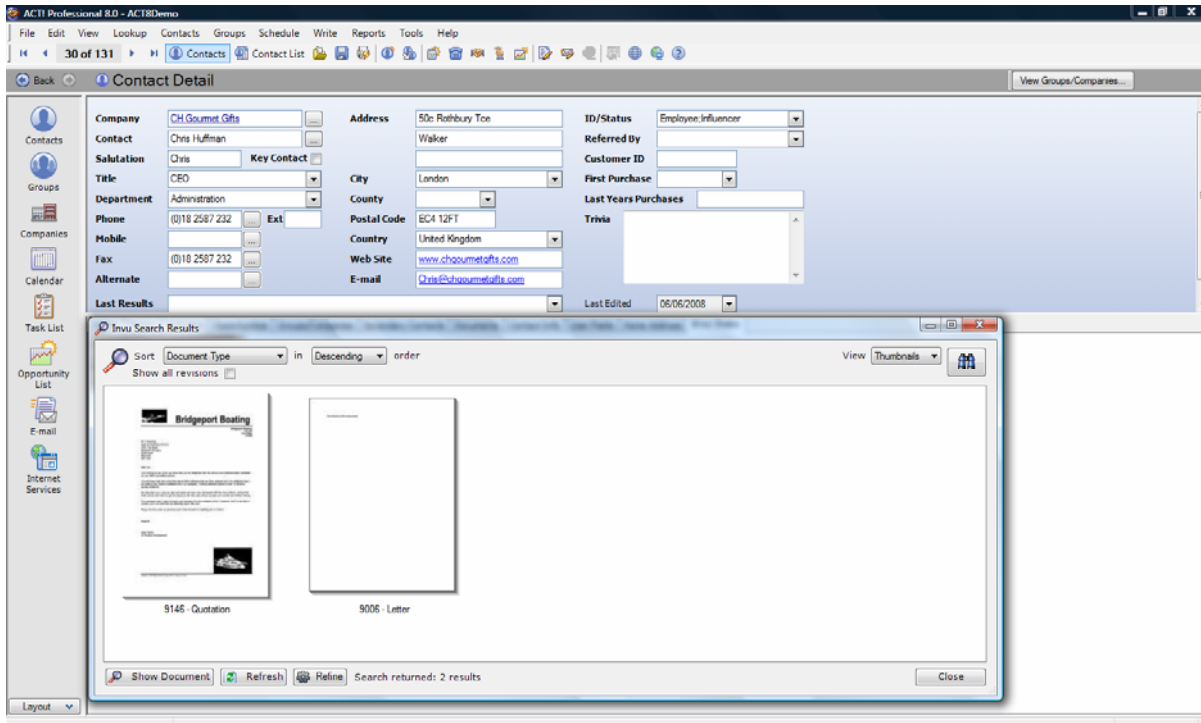 ACT! Professional 8.0 - ACT8Demo
File Edit View Lookup Contacts Groups Schedule Write Reports Tools Help
30 of 131 Contacts Contact List
Back Contact Detail View Groups/Companies...
Contacts
Groups
Companies
Calendar
Task List
Opportunity
List
E-mail
Internet
Services
Layout
Company CH Gourmet Gifts ... Address 50c Rothbury Tce ID/Status Employee;Influencer
Contact Chris Huffman ... Walker Referred By
Salutation Chris Key Contact Customer ID
Title CEO City London First Purchase
Department Administration County Last Years Purchases
Phone (0)18 2587 232 ... Ext Postal Code EC4 12FT Trivia
Mobile ... Country United Kingdom
Fax (0)18 2587 232 ... Web Site www.chgourmetgifts.com
Alternate ... E-mail Chris@chgourmetgifts.com
Last Results Last Edited 06/06/2008
Invu Search Results
Sort Document Type in Descending order View Thumbnails
Show all revisions
Bridgeport Boating
9146 - Quotation 9006 - Letter
Show Document Refresh Refine Search returned: 2 results Close